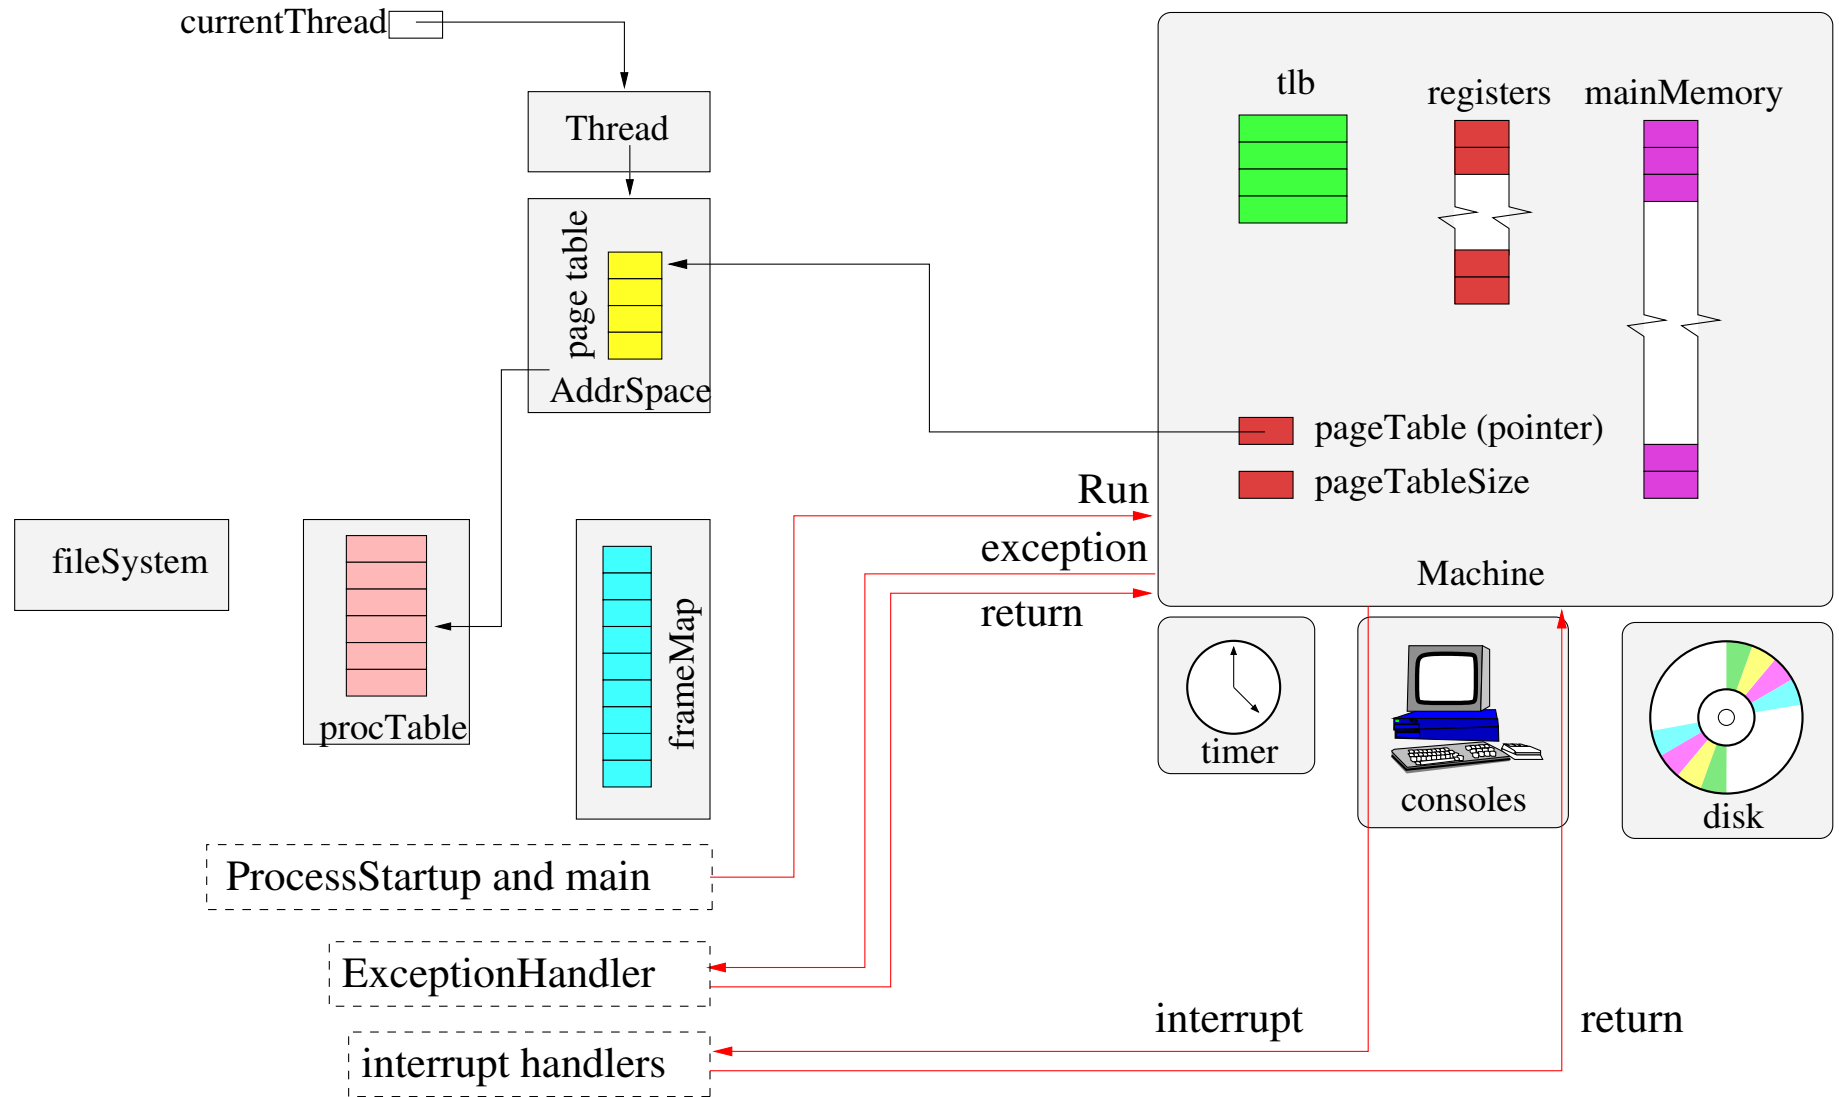 currentThread
Thread
page table
AddrSpace
tlb
registers
mainMemory
pageTable (pointer)
pageTableSize
Machine
Run
exception
return
fileSystem
procTable
frameMap
timer
consoles
disk
ProcessStartup and main
ExceptionHandler
interrupt handlers
interrupt
return